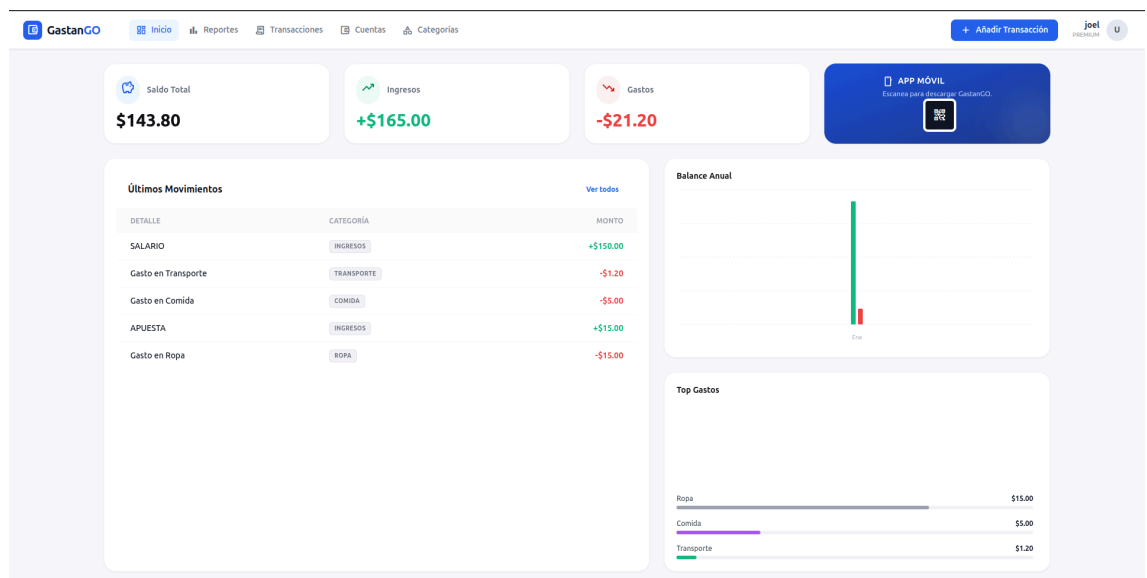 GastanGO
Inicio
Reportes
Transacciones
Cuentas
Categorías
+ Añadir Transacción
joel
PREMIUM
U
Saldo Total
$143.80
Ingresos
+$165.00
Gastos
-$21.20
APP MÓVIL
Escanea para descargar GastanGO.
Últimos Movimientos
Ver todos
DETALLE CATEGORÍA MONTO
SALARIO INGRESOS +$150.00
Gasto en Transporte TRANSPORTE -$1.20
Gasto en Comida COMIDA -$5.00
APUESTA INGRESOS +$15.00
Gasto en Ropa ROPA -$15.00
Balance Anual
Ene
Top Gastos
Ropa $15.00
Comida $5.00
Transporte $1.20